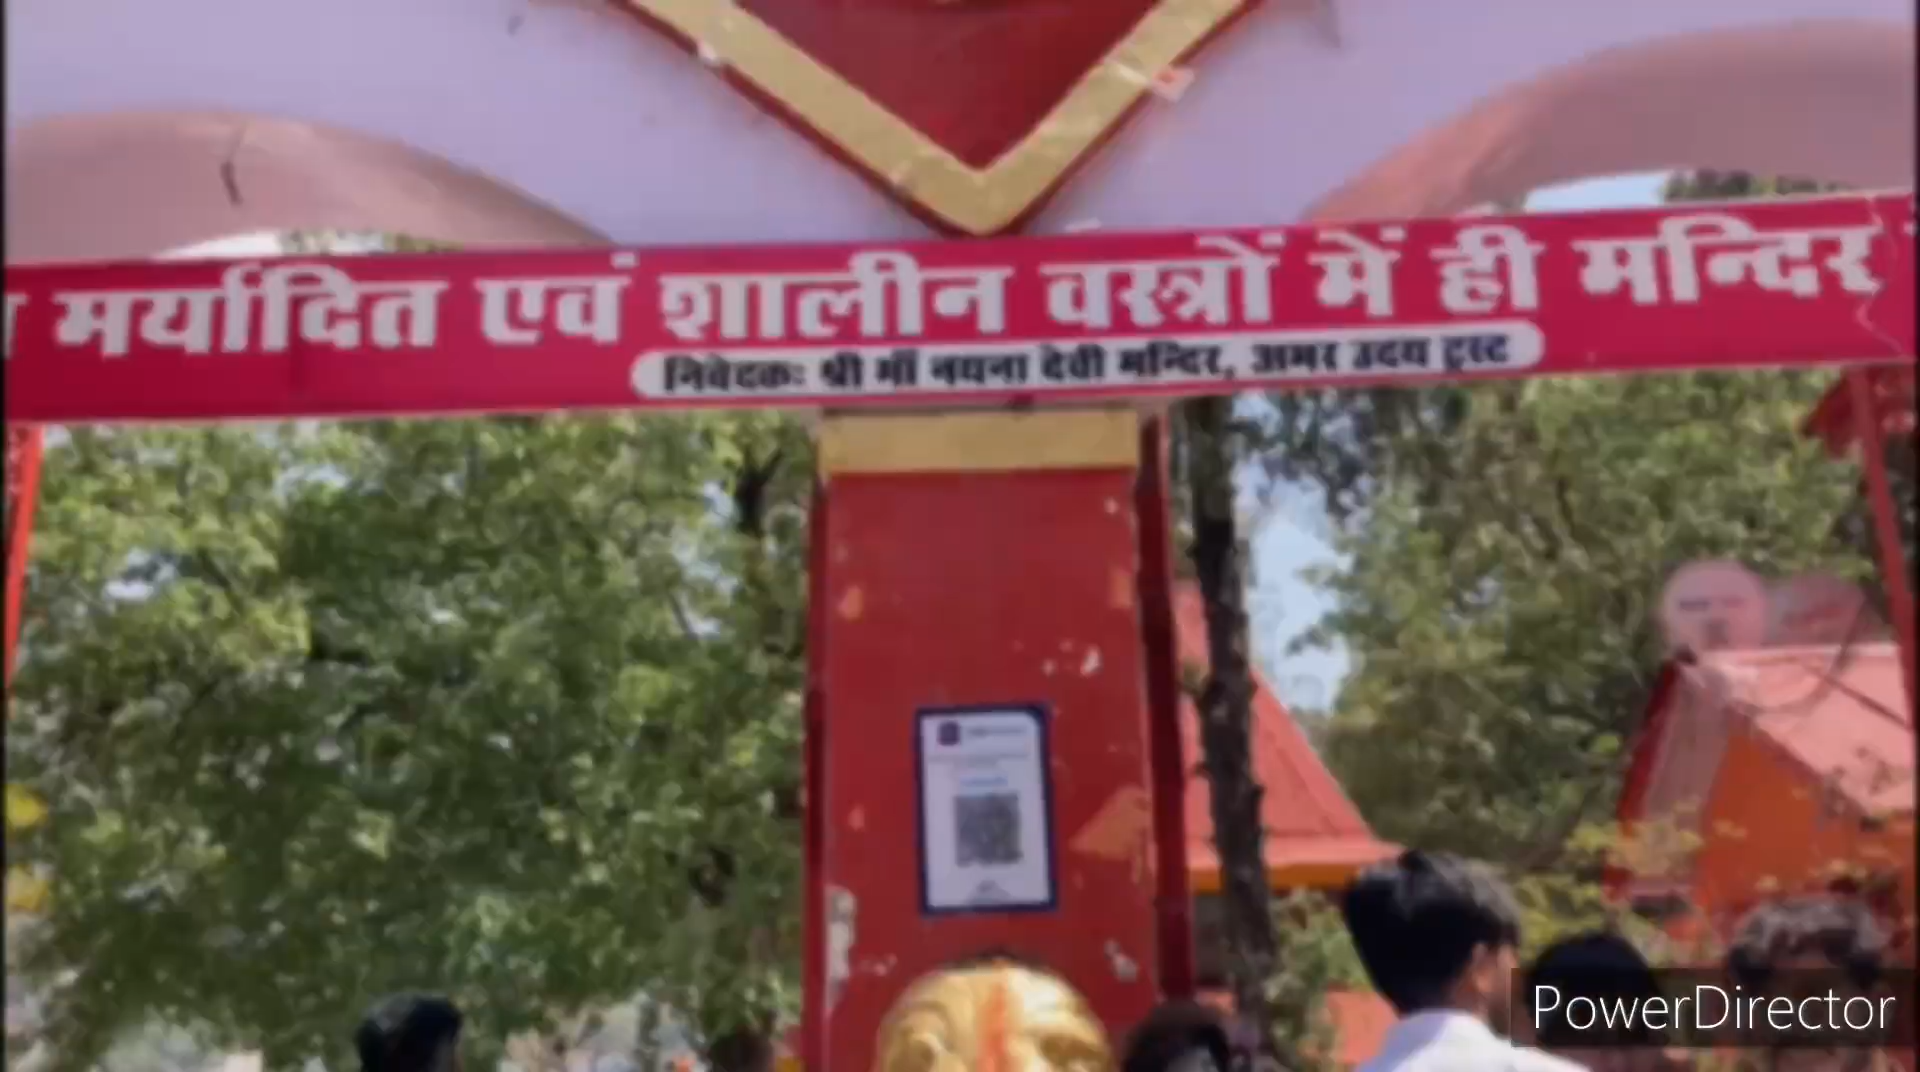 मर्यादित एवं शालीन वस्त्रों में ही मन्दिर
निवेदकः श्री माँ नयना देवी मन्दिर, अमर उदय ट्रस्ट
PowerDirector